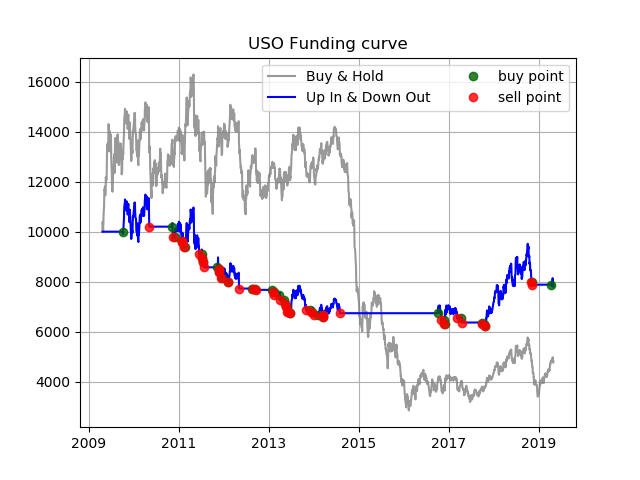 USO Funding curve
Buy & Hold
Up In & Down Out
buy point
sell point
16000
14000
12000
10000
8000
6000
4000
2009 2011 2013 2015 2017 2019